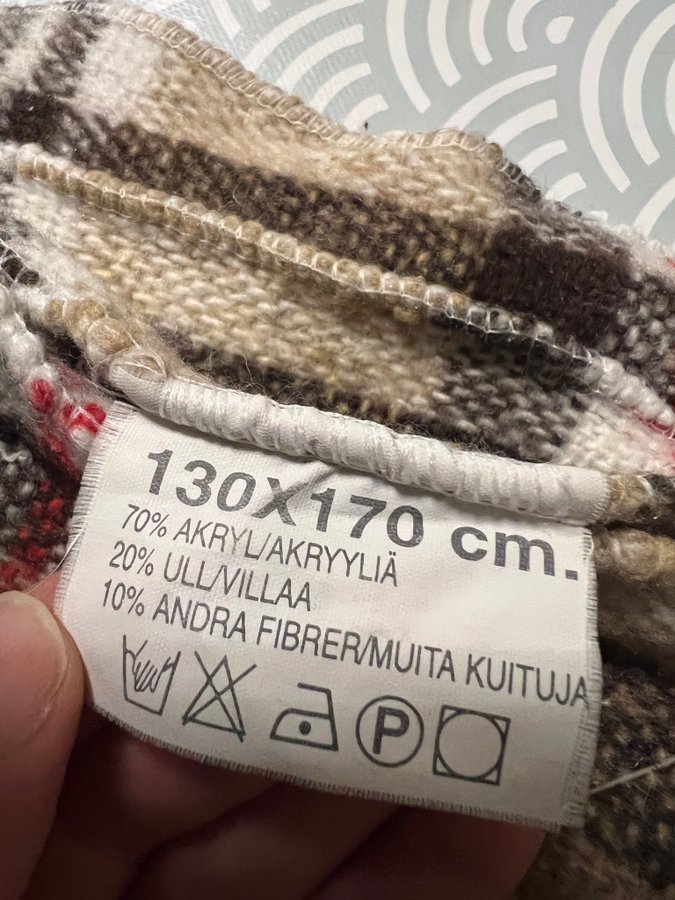 130X170 cm.
70% AKRYL/AKRYYLIÄ
20% ULL/VILLAA
10% ANDRA FIBRER/MUITA KUITUJA
P